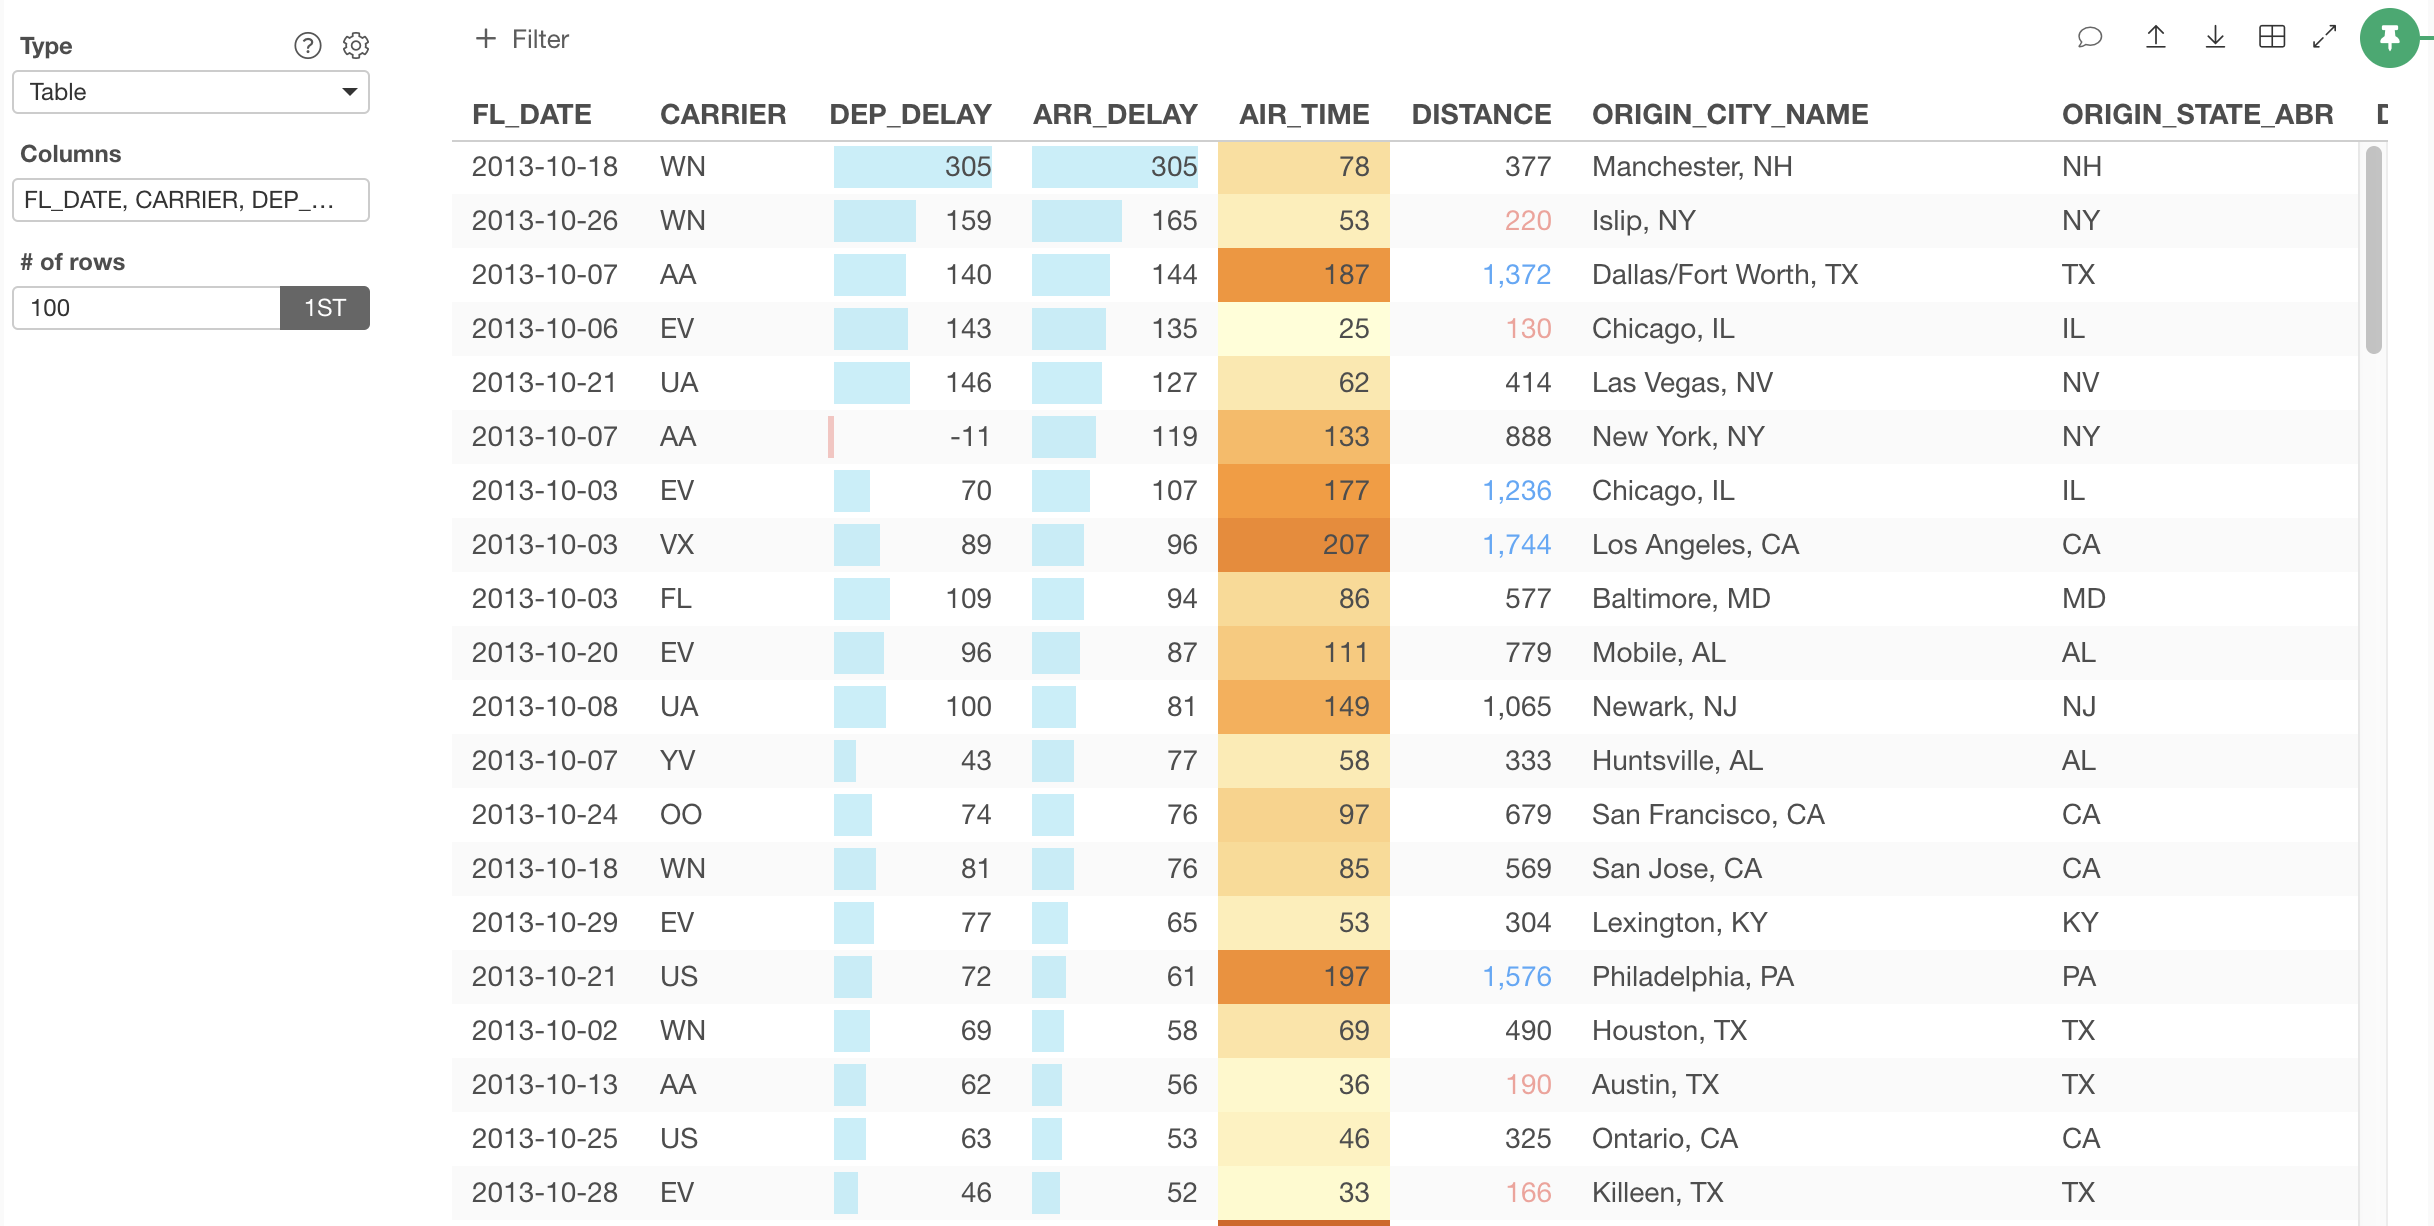 Type
Table
Columns
FL_DATE, CARRIER, DEP_...
# of rows
100 1ST
+ Filter
FL_DATE CARRIER DEP_DELAY ARR_DELAY AIR_TIME DISTANCE ORIGIN_CITY_NAME ORIGIN_STATE_ABR
2013-10-18 WN 305 305 78 377 Manchester, NH NH
2013-10-26 WN 159 165 53 220 Islip, NY NY
2013-10-07 AA 140 144 187 1,372 Dallas/Fort Worth, TX TX
2013-10-06 EV 143 135 25 130 Chicago, IL IL
2013-10-21 UA 146 127 62 414 Las Vegas, NV NV
2013-10-07 AA -11 119 133 888 New York, NY NY
2013-10-03 EV 70 107 177 1,236 Chicago, IL IL
2013-10-03 VX 89 96 207 1,744 Los Angeles, CA CA
2013-10-03 FL 109 94 86 577 Baltimore, MD MD
2013-10-20 EV 96 87 111 779 Mobile, AL AL
2013-10-08 UA 100 81 149 1,065 Newark, NJ NJ
2013-10-07 YV 43 77 58 333 Huntsville, AL AL
2013-10-24 OO 74 76 97 679 San Francisco, CA CA
2013-10-18 WN 81 76 85 569 San Jose, CA CA
2013-10-29 EV 77 65 53 304 Lexington, KY KY
2013-10-21 US 72 61 197 1,576 Philadelphia, PA PA
2013-10-02 WN 69 58 69 490 Houston, TX TX
2013-10-13 AA 62 56 36 190 Austin, TX TX
2013-10-25 US 63 53 46 325 Ontario, CA CA
2013-10-28 EV 46 52 33 166 Killeen, TX TX